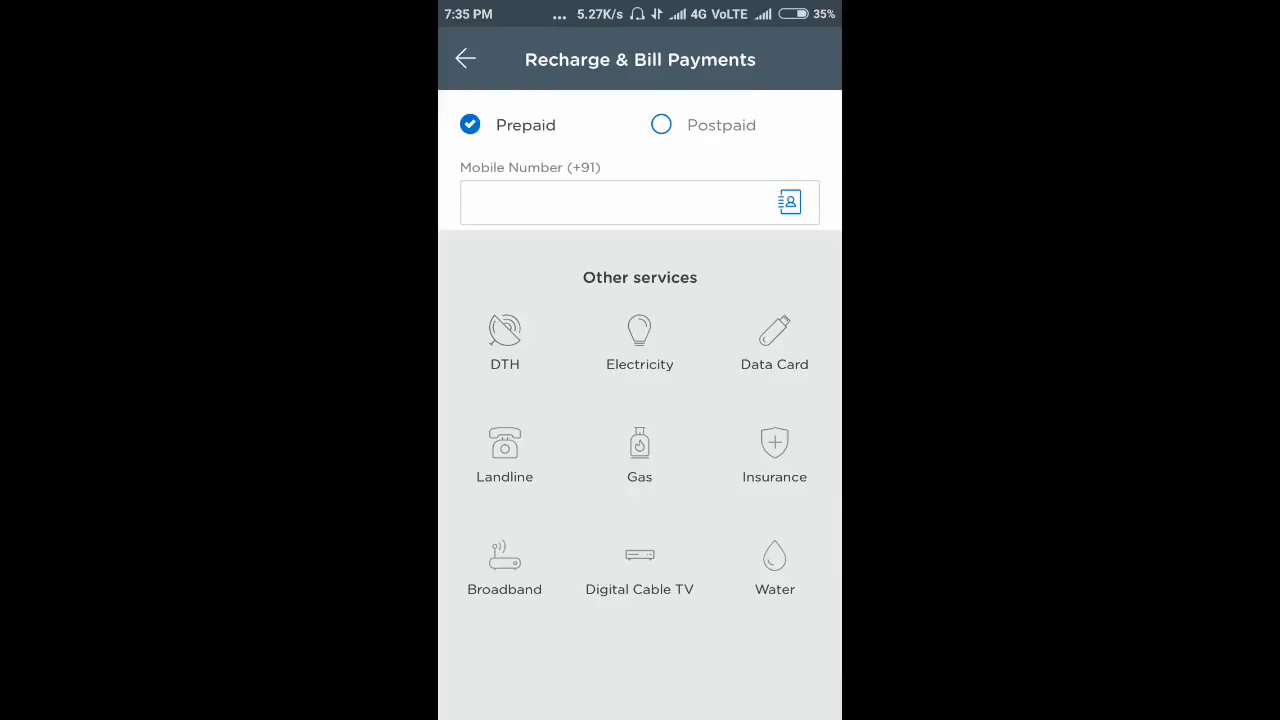 7:35 PM ... 5.27K/s 4G VoLTE 35%
Recharge & Bill Payments
Prepaid Postpaid
Mobile Number (+91)
Other services
DTH Electricity Data Card
Landline Gas Insurance
Broadband Digital Cable TV Water